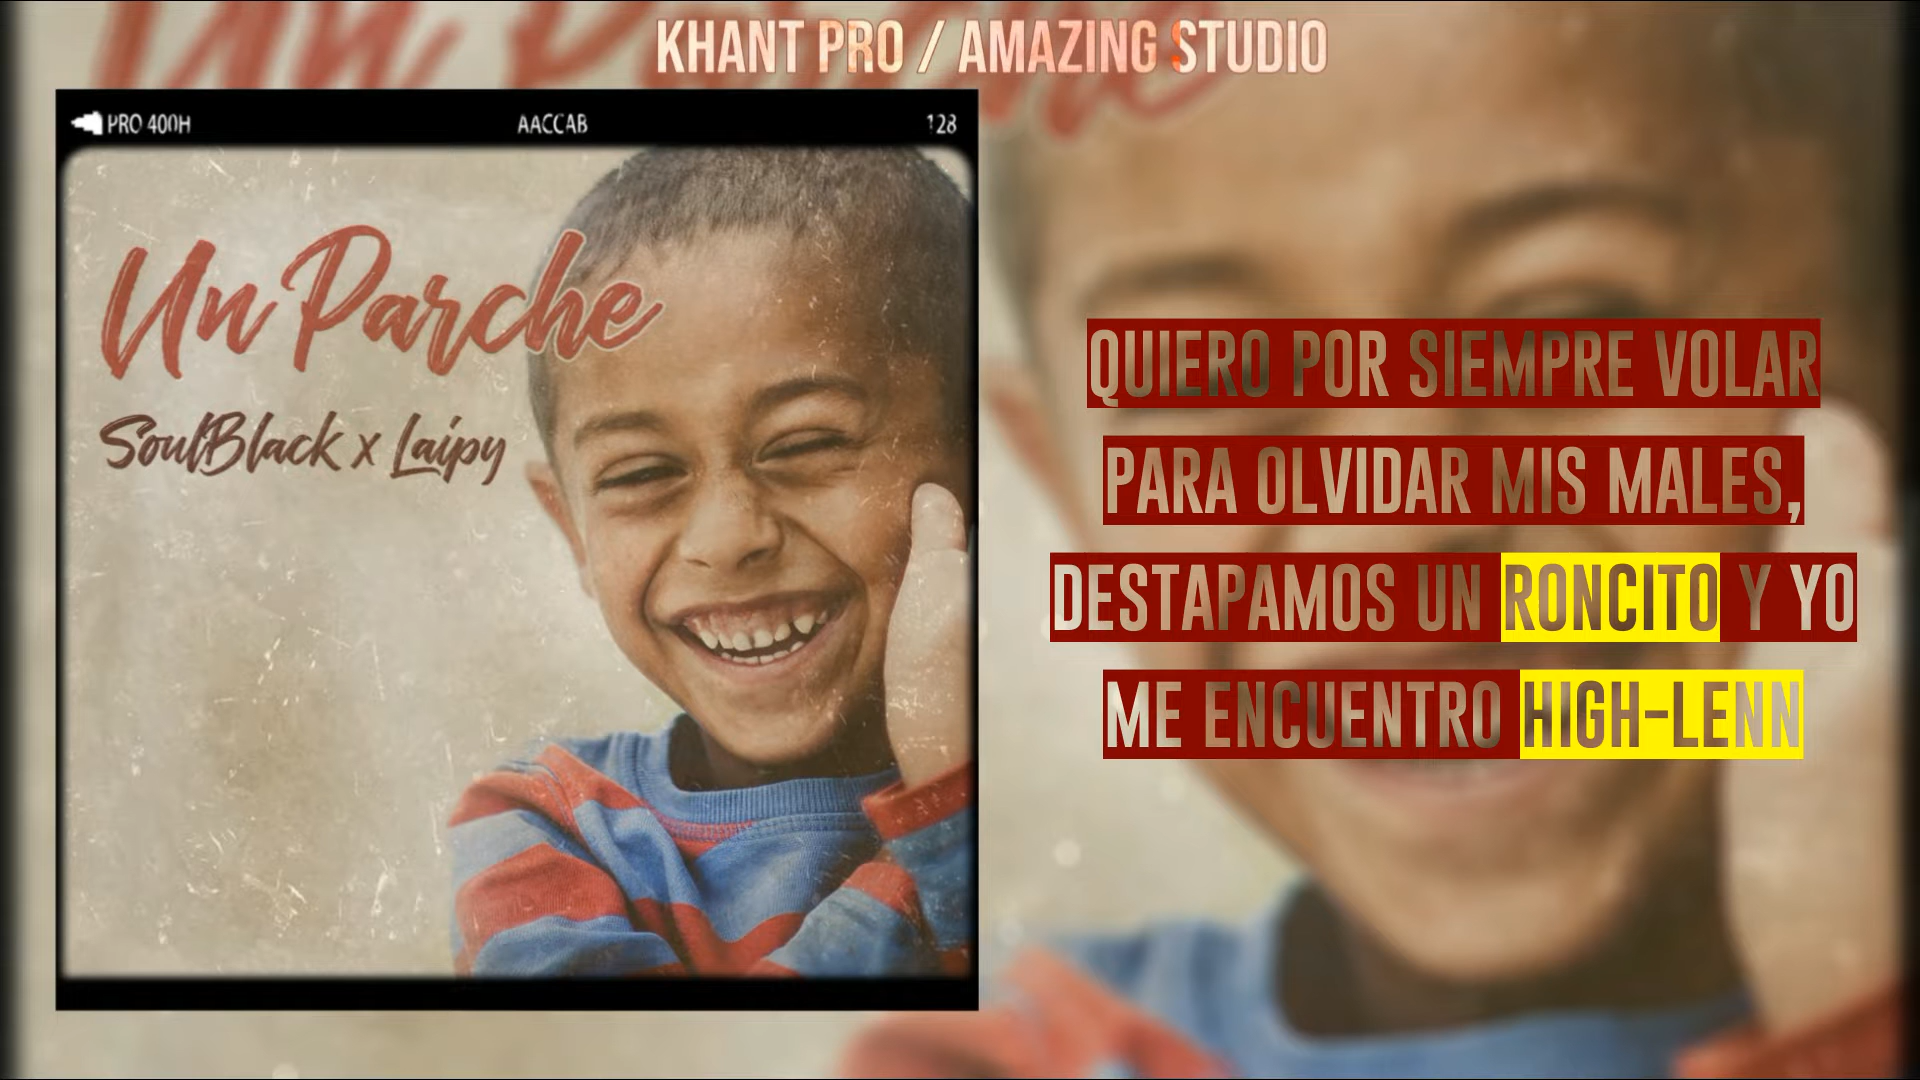 KHANT PRO / AMAZING STUDIO
PRO 400H AACCAB 128
Un Parche
SoulBlack x Laipy
QUIERO POR SIEMPRE VOLAR
PARA OLVIDAR MIS MALES,
DESTAPAMOS UN RONCITO Y YO
ME ENCUENTRO HIGH-LENN